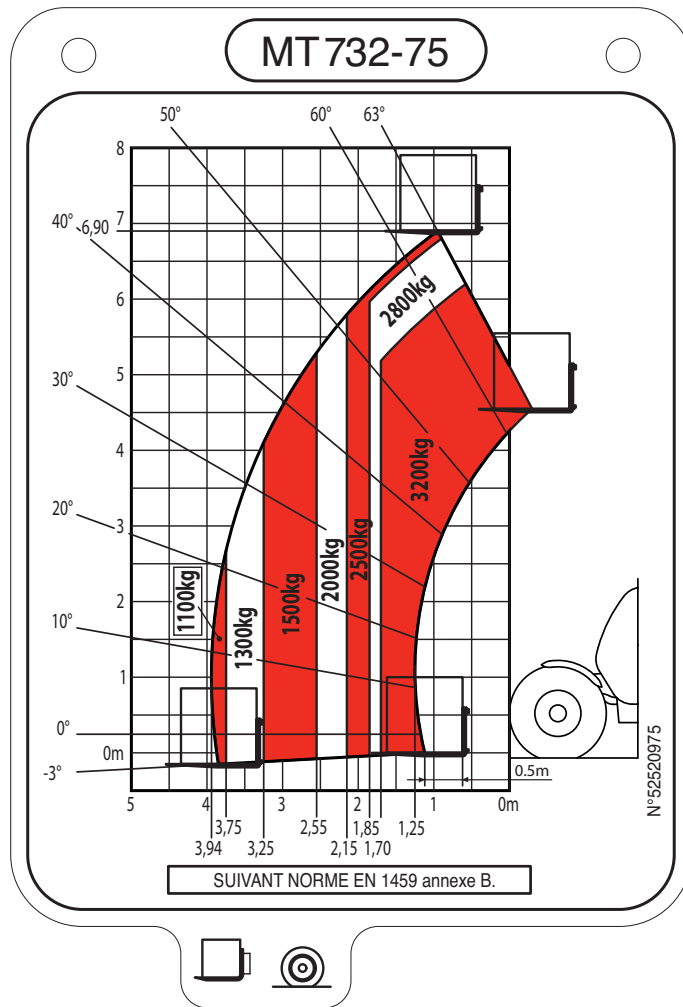 MT 732-75
50°
60°
63°
8
40°
7
6,90
6
2800kg
5
30°
4
3200kg
20°
3
2500kg
2000kg
1500kg
2
1100kg
1300kg
10°
1
0°
0m
-3°
0.5m
N°52520975
5
4
3
2
1
0m
3,75
2,55
1,85
1,25
3,94
3,25
2,15
1,70
SUIVANT NORME EN 1459 annexe B.